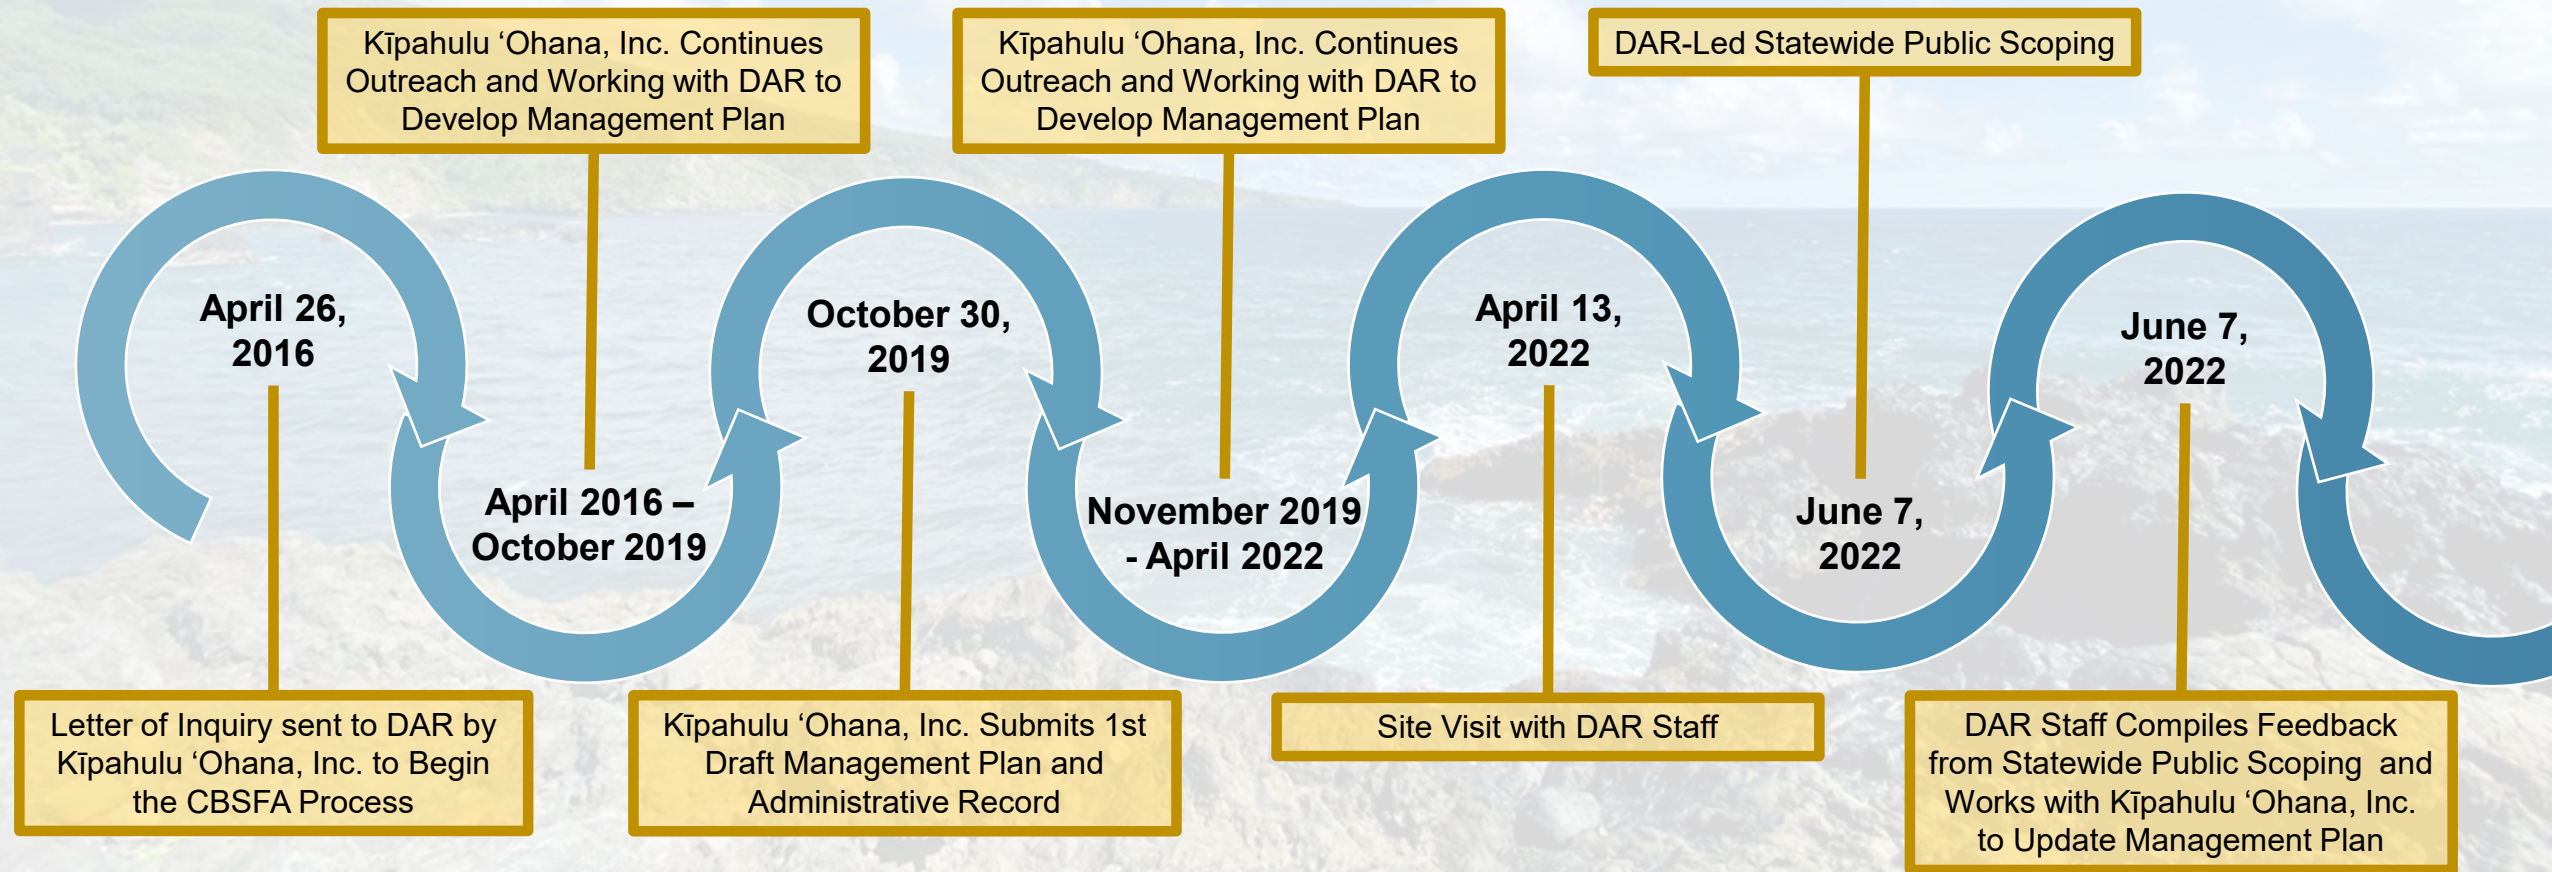 Kīpahulu ‘Ohana, Inc. Continues
Outreach and Working with DAR to
Develop Management Plan
Kīpahulu ‘Ohana, Inc. Continues
Outreach and Working with DAR to
Develop Management Plan
DAR-Led Statewide Public Scoping
April 26,
2016
April 2016 –
October 2019
October 30,
2019
November 2019
- April 2022
April 13,
2022
June 7,
2022
June 7,
2022
Letter of Inquiry sent to DAR by
Kīpahulu ‘Ohana, Inc. to Begin
the CBSFA Process
Kīpahulu ‘Ohana, Inc. Submits 1st
Draft Management Plan and
Administrative Record
Site Visit with DAR Staff
DAR Staff Compiles Feedback
from Statewide Public Scoping and
Works with Kīpahulu ‘Ohana, Inc.
to Update Management Plan